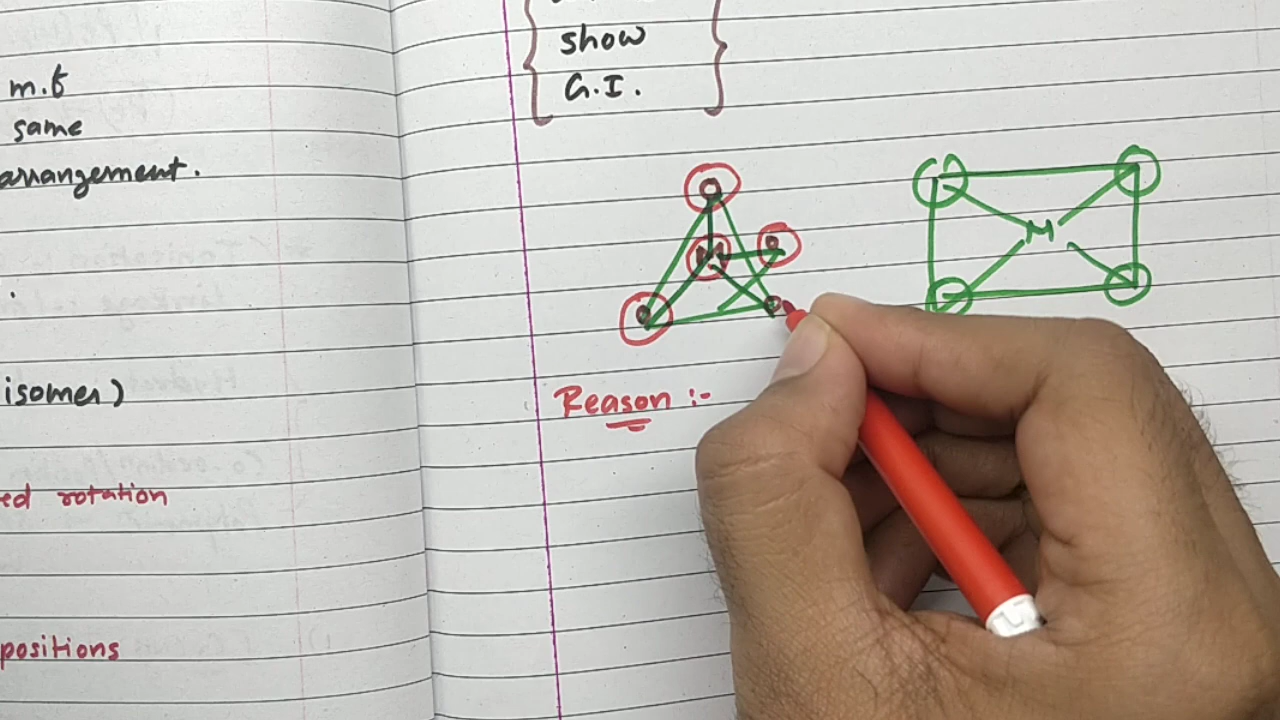 m.f
same
arrangement.
isomer)
ed rotation
positions
show
G.I.
M
M
Reason :-